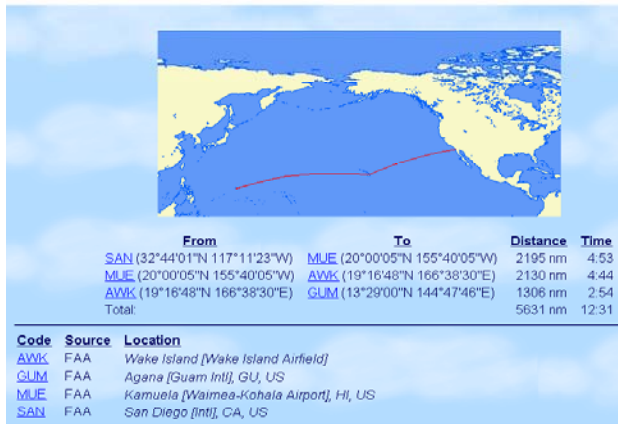 From To Distance Time
SAN (32°44'01"N 117°11'23"W) MUE (20°00'05"N 155°40'05"W) 2195 nm 4:53
MUE (20°00'05"N 155°40'05"W) AWK (19°16'48"N 166°38'30"E) 2130 nm 4:44
AWK (19°16'48"N 166°38'30"E) GUM (13°29'00"N 144°47'46"E) 1306 nm 2:54
Total: 5631 nm 12:31
Code Source Location
AWK FAA Wake Island [Wake Island Airfield]
GUM FAA Agana [Guam Intl], GU, US
MUE FAA Kamuela [Waimea-Kohala Airport], HI, US
SAN FAA San Diego [Intl], CA, US